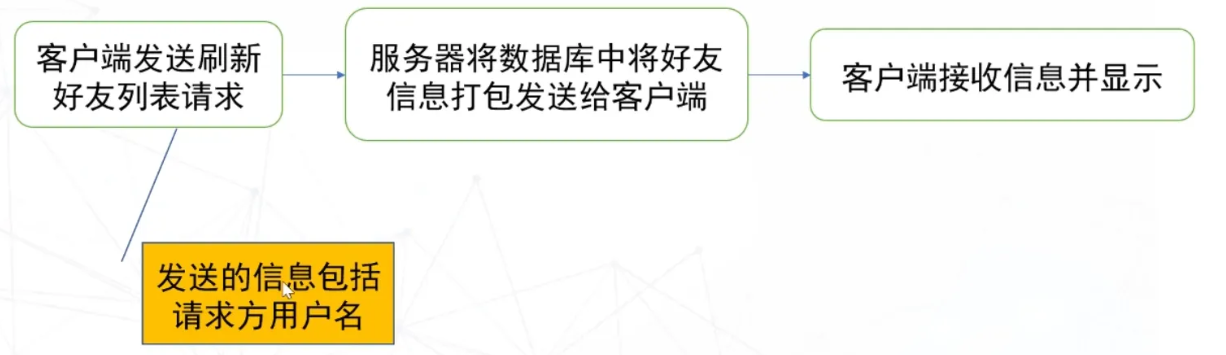 客户端发送刷新
好友列表请求
服务器将数据库中将好友
信息打包发送给客户端
客户端接收信息并显示
发送的信息包括
请求方用户名